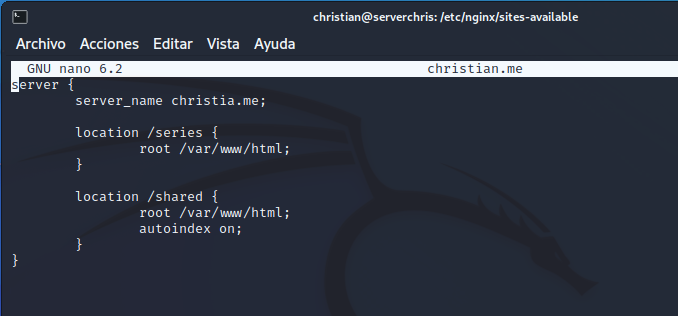 christian@serverchris: /etc/nginx/sites-available
Archivo Acciones Editar Vista Ayuda
GNU nano 6.2 christian.me
server {
        server_name christia.me;

        location /series {
                root /var/www/html;
        }

        location /shared {
                root /var/www/html;
                autoindex on;
        }
}